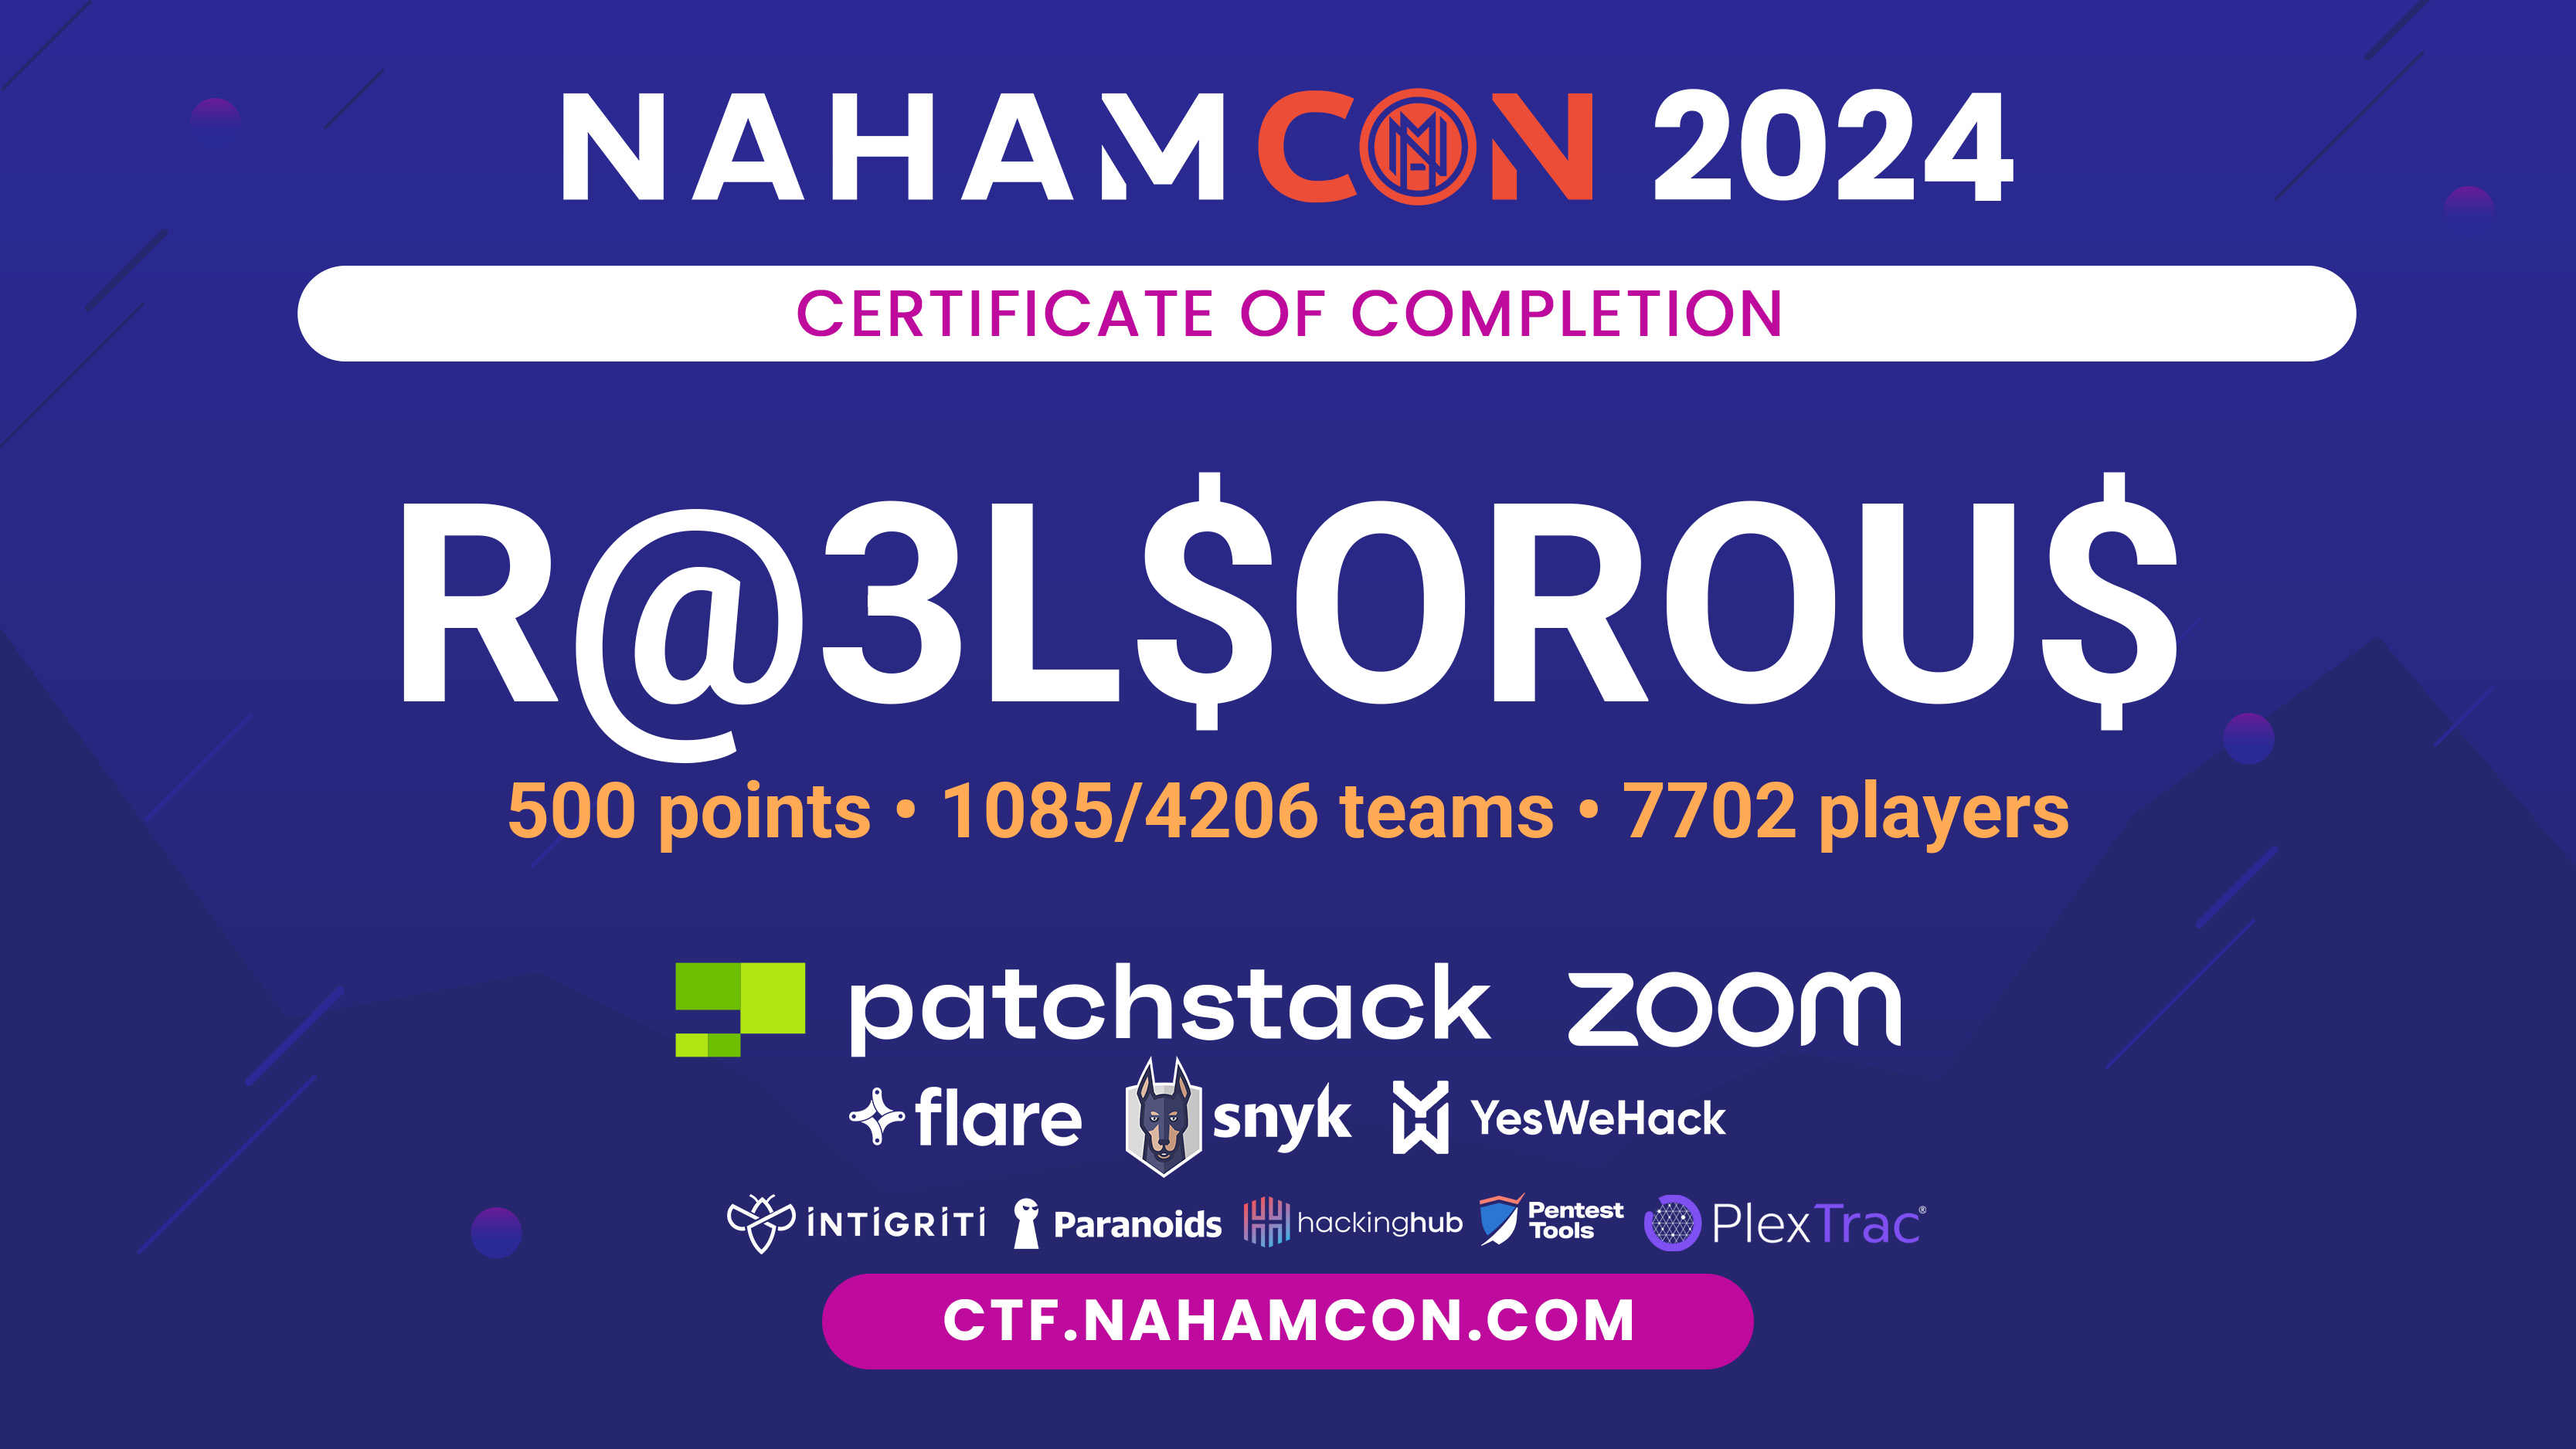 NAHAMCON 2024
CERTIFICATE OF COMPLETION
R@3L$OROU$
500 points • 1085/4206 teams • 7702 players
patchstack zoom
flare snyk YesWeHack
INTIGRITI Paranoids hackinghub Pentest Tools PlexTrac®
CTF.NAHAMCON.COM